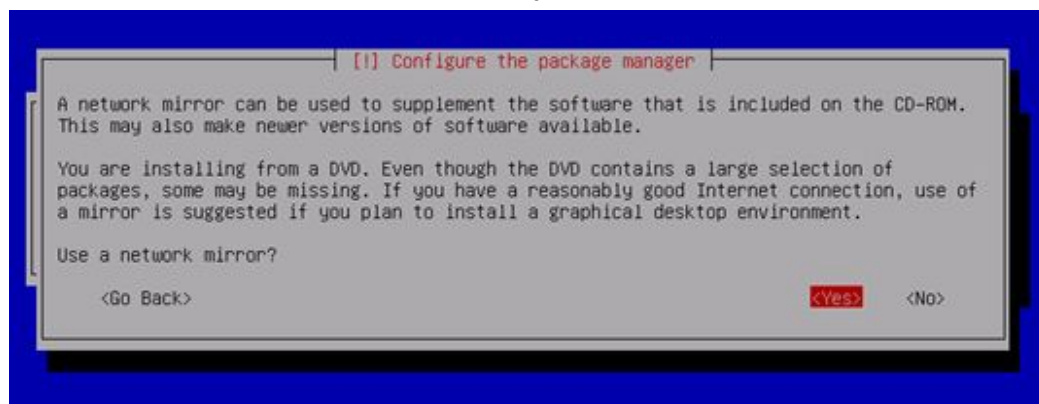 [!] Configure the package manager
A network mirror can be used to supplement the software that is included on the CD-ROM.
This may also make newer versions of software available.
You are installing from a DVD. Even though the DVD contains a large selection of
packages, some may be missing. If you have a reasonably good Internet connection, use of
a mirror is suggested if you plan to install a graphical desktop environment.
Use a network mirror?
<Go Back> <Yes> <No>